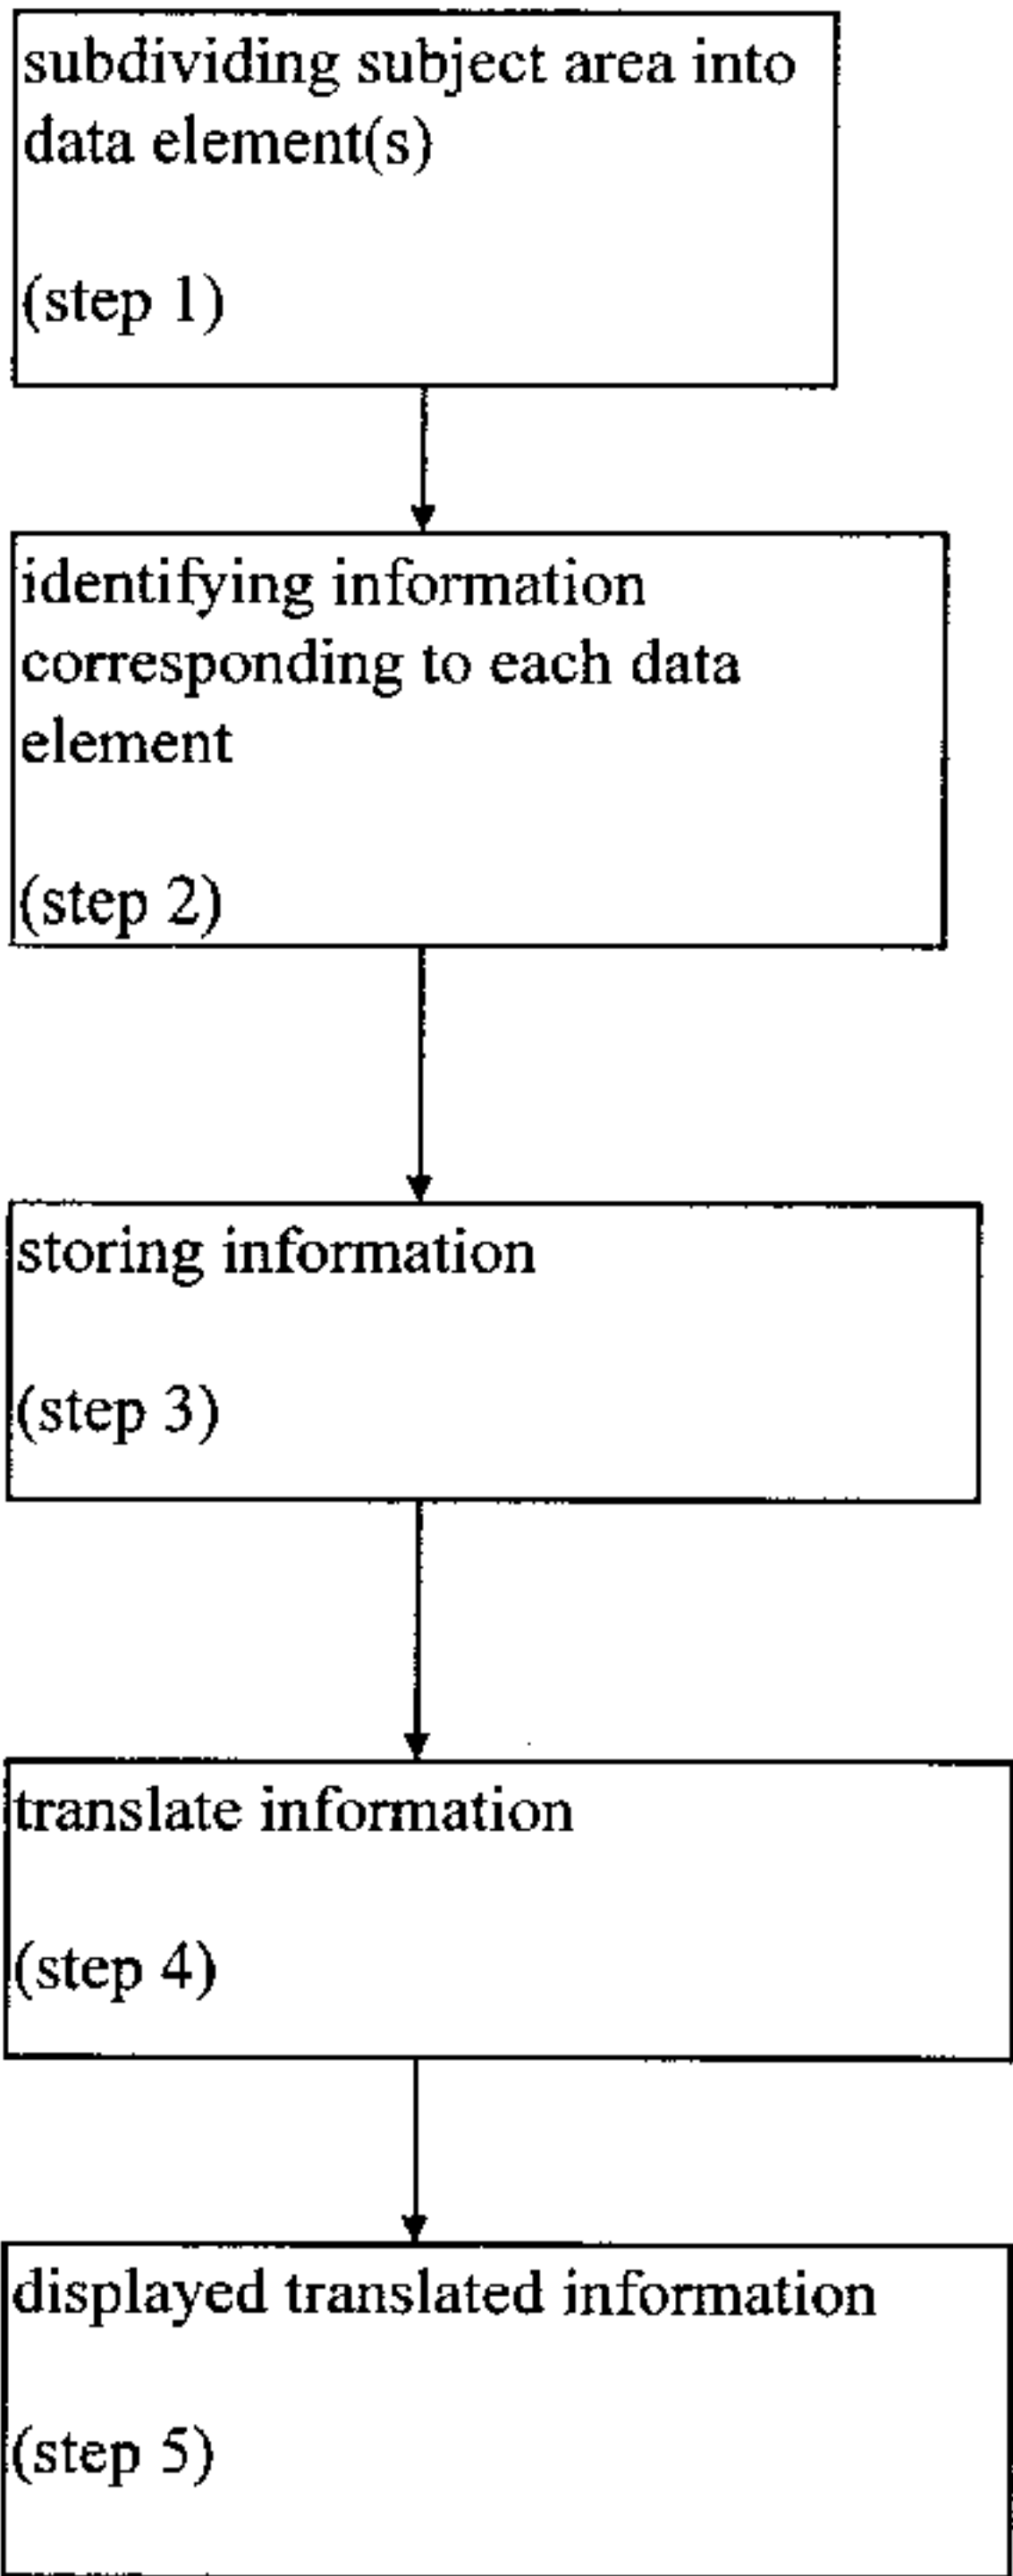 subdividing subject area into
data element(s)
(step 1)
identifying information
corresponding to each data
element
(step 2)
storing information
(step 3)
translate information
(step 4)
displayed translated information
(step 5)